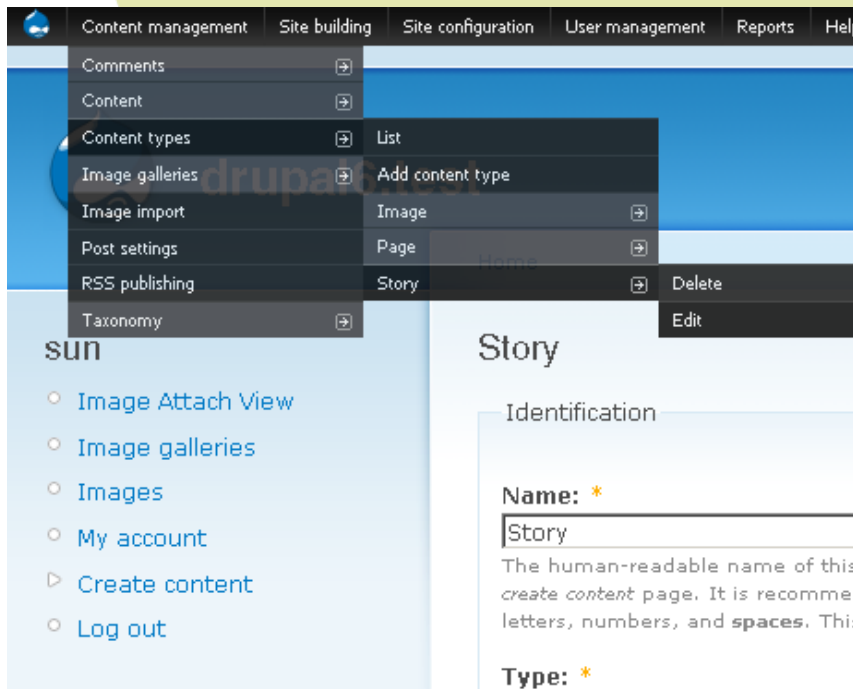 Content management Site building Site configuration User management Reports Hel
Comments
Content
Content types List
Image galleries Add content type
drupal6.test
Image import Image
Post settings Page
Home
RSS publishing Story Delete
Taxonomy Edit
sun
Image Attach View
Image galleries
Images
My account
Create content
Log out
Story
Identification
Name: *
Story
The human-readable name of this
create content page. It is recomme
letters, numbers, and spaces. This
Type: *